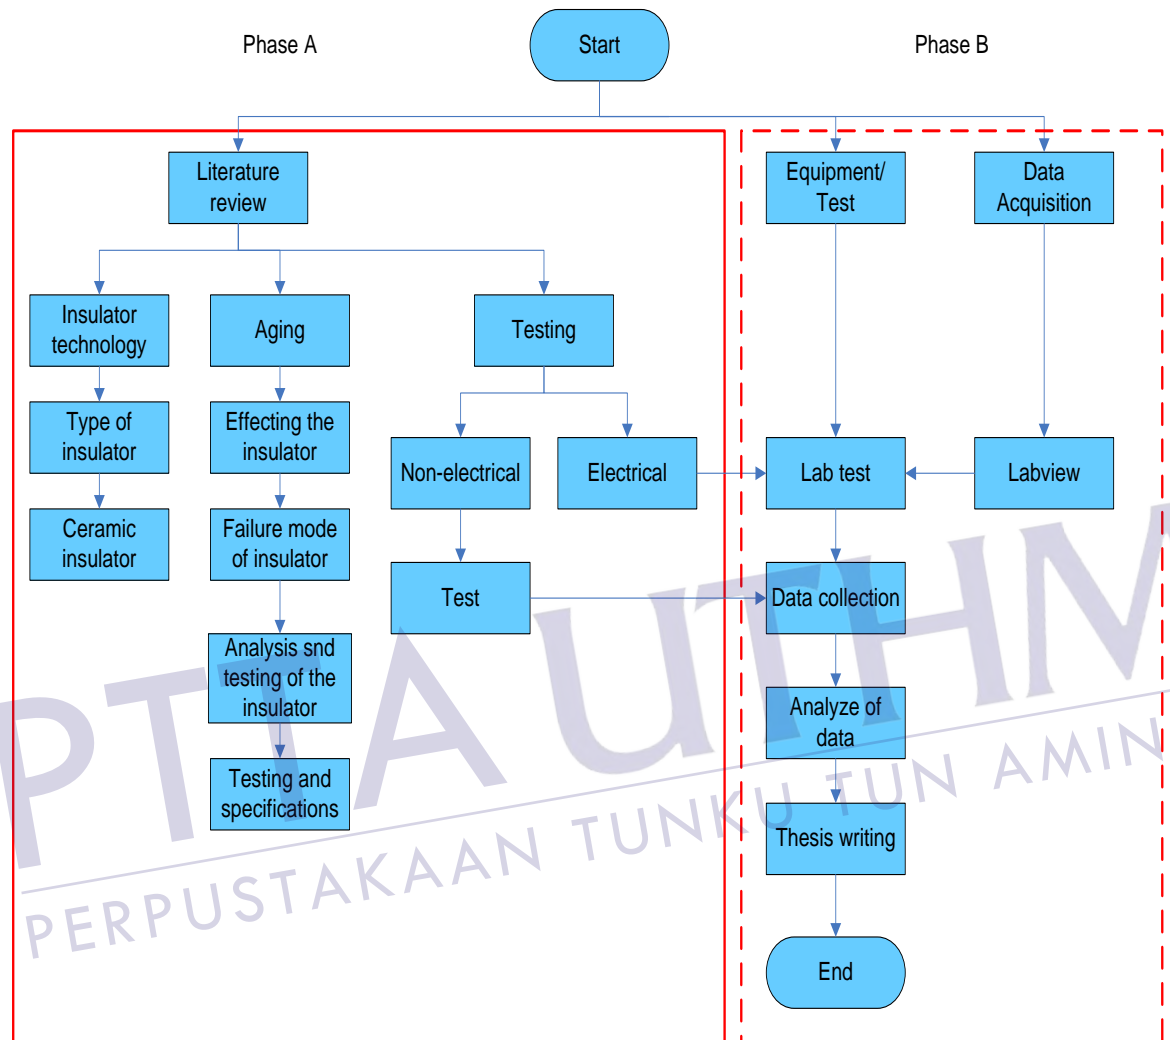 Phase A
Start
Phase B
Literature
review
Equipment/
Test
Data
Acquisition
Insulator
technology
Aging
Testing
Type of
insulator
Effecting the
insulator
Non-electrical
Electrical
Lab test
Labview
Ceramic
insulator
Failure mode
of insulator
Test
Data collection
Analysis snd
testing of the
insulator
Analyze of
data
Testing and
specifications
Thesis writing
End
PTTA UTHM
PERPUSTAKAAN TUNKU TUN AMIN